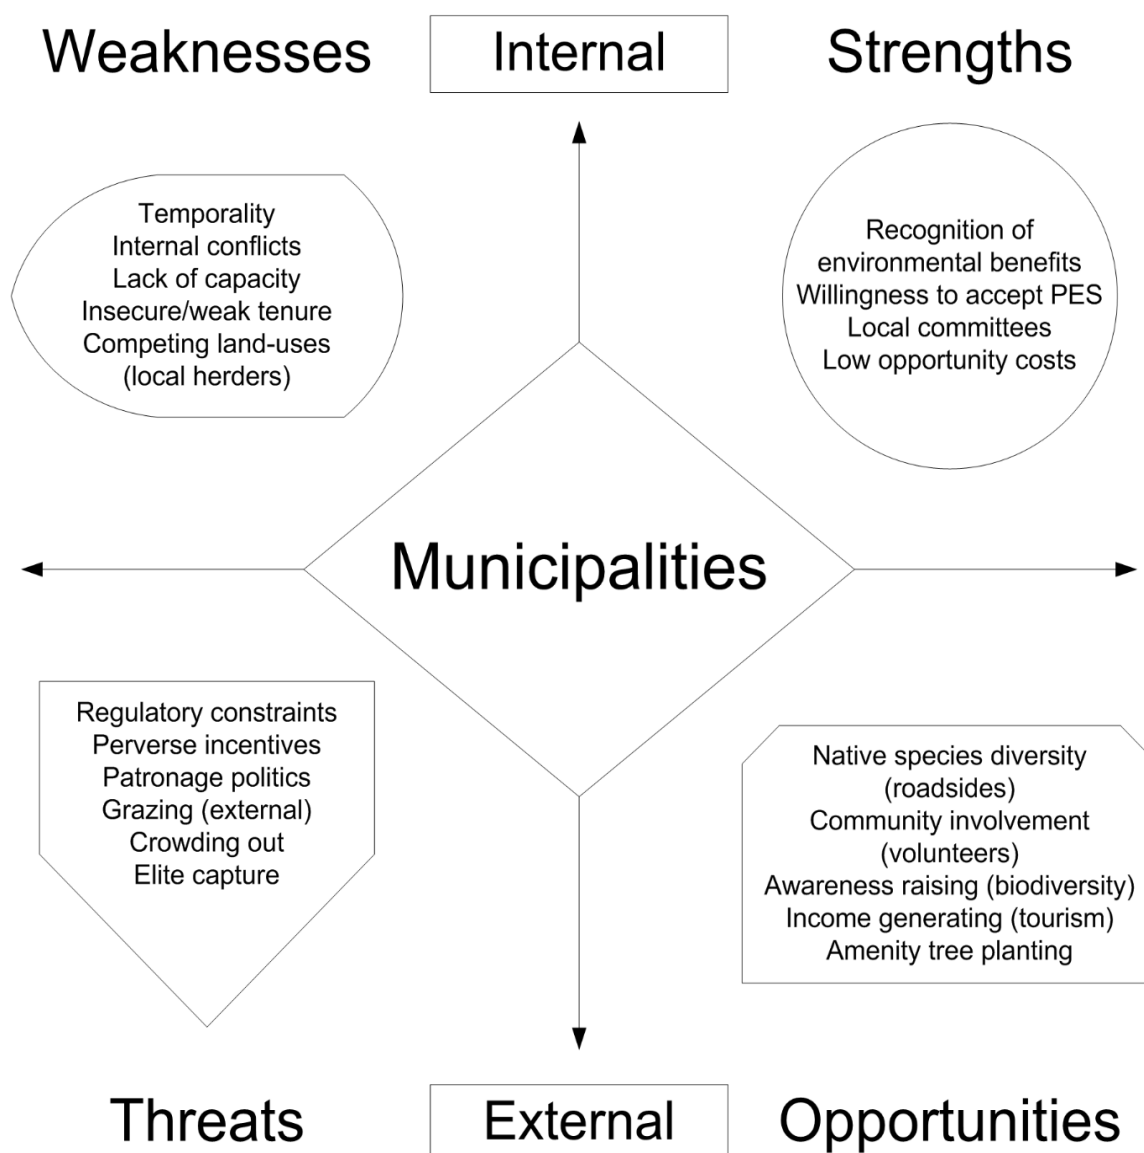 Weaknesses
Internal
Strengths
Temporality
Internal conflicts
Lack of capacity
Insecure/weak tenure
Competing land-uses
(local herders)
Recognition of
environmental benefits
Willingness to accept PES
Local committees
Low opportunity costs
Municipalities
Regulatory constraints
Perverse incentives
Patronage politics
Grazing (external)
Crowding out
Elite capture
Native species diversity
(roadsides)
Community involvement
(volunteers)
Awareness raising (biodiversity)
Income generating (tourism)
Amenity tree planting
Threats
External
Opportunities